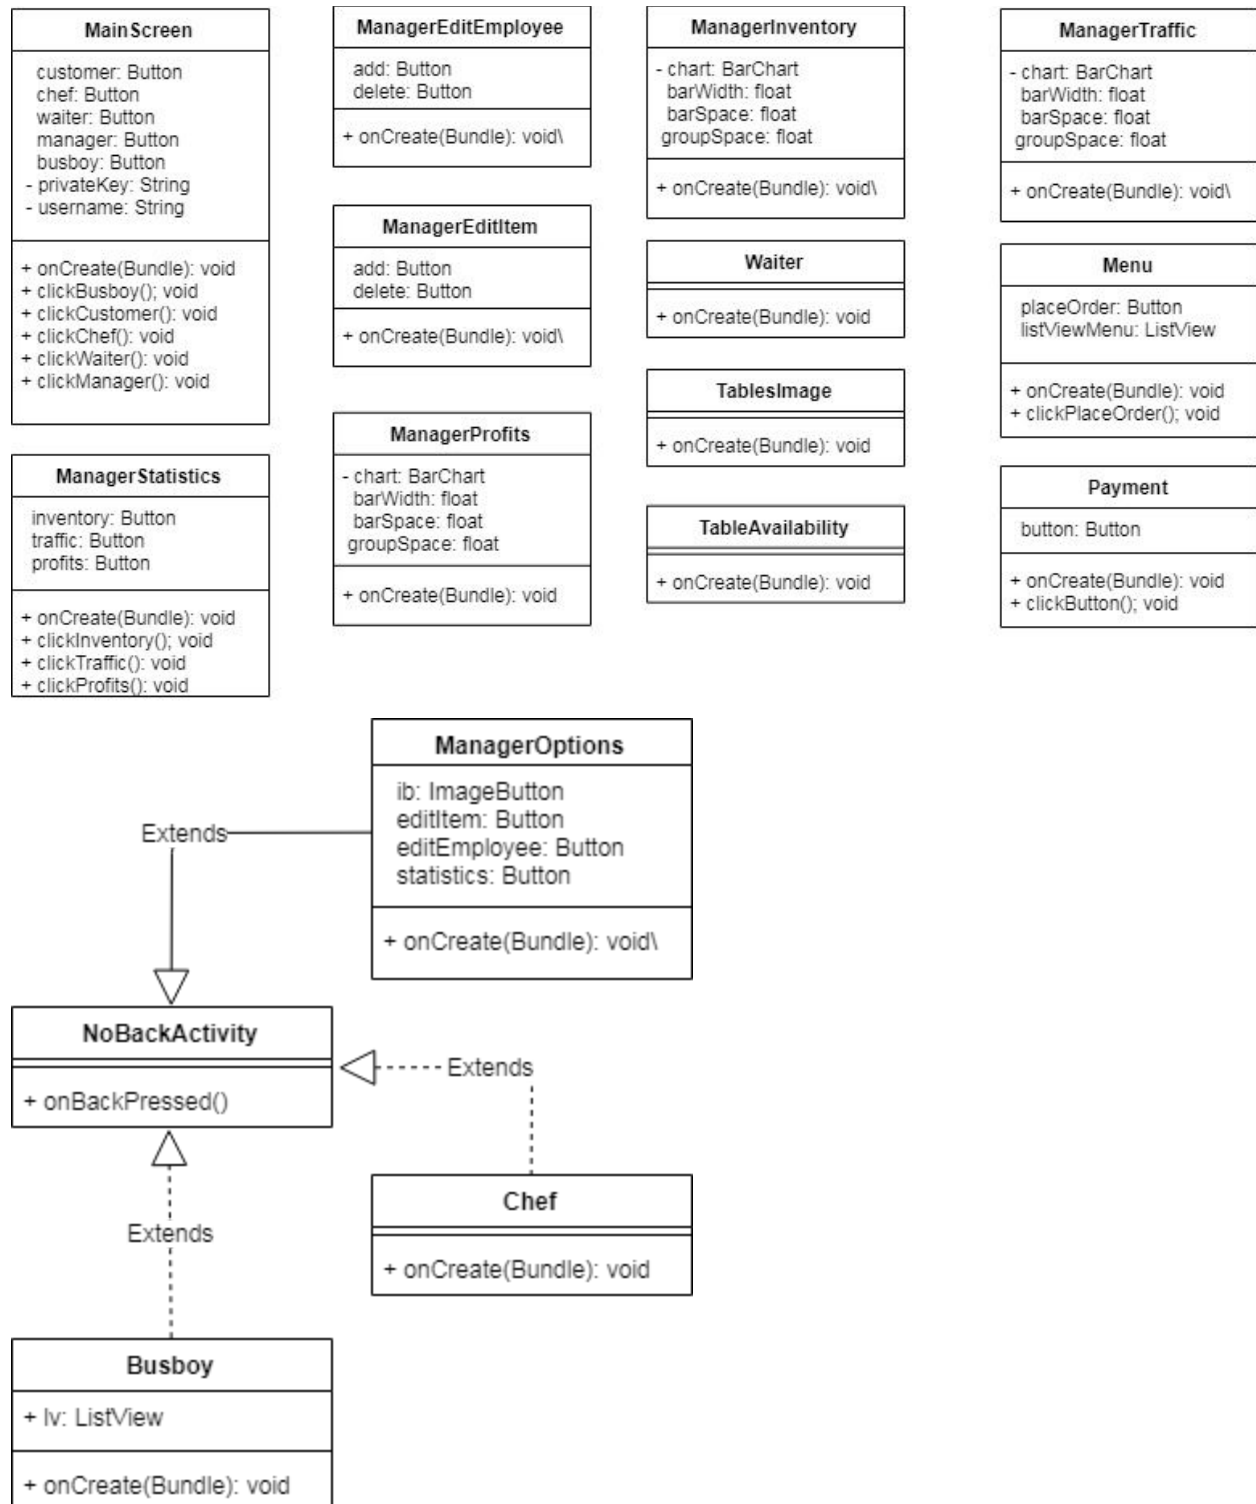 MainScreen
customer: Button
chef: Button
waiter: Button
manager: Button
busboy: Button
- privateKey: String
- username: String
+ onCreate(Bundle): void
+ clickBusboy(); void
+ clickCustomer(): void
+ clickChef(): void
+ clickWaiter(): void
+ clickManager(): void
ManagerStatistics
inventory: Button
traffic: Button
profits: Button
+ onCreate(Bundle): void
+ clickInventory(); void
+ clickTraffic(): void
+ clickProfits(): void
ManagerEditEmployee
add: Button
delete: Button
+ onCreate(Bundle): void\
ManagerEditItem
add: Button
delete: Button
+ onCreate(Bundle): void\
ManagerProfits
- chart: BarChart
barWidth: float
barSpace: float
groupSpace: float
+ onCreate(Bundle): void
ManagerInventory
- chart: BarChart
barWidth: float
barSpace: float
groupSpace: float
+ onCreate(Bundle): void\
Waiter
+ onCreate(Bundle): void
TablesImage
+ onCreate(Bundle): void
TableAvailability
+ onCreate(Bundle): void
ManagerTraffic
- chart: BarChart
barWidth: float
barSpace: float
groupSpace: float
+ onCreate(Bundle): void\
Menu
placeOrder: Button
listViewMenu: ListView
+ onCreate(Bundle): void
+ clickPlaceOrder(); void
Payment
button: Button
+ onCreate(Bundle): void
+ clickButton(); void
ManagerOptions
ib: ImageButton
editItem: Button
editEmployee: Button
statistics: Button
+ onCreate(Bundle): void\
Extends
NoBackActivity
+ onBackPressed()
Extends
Chef
+ onCreate(Bundle): void
Extends
Busboy
+ lv: ListView
+ onCreate(Bundle): void